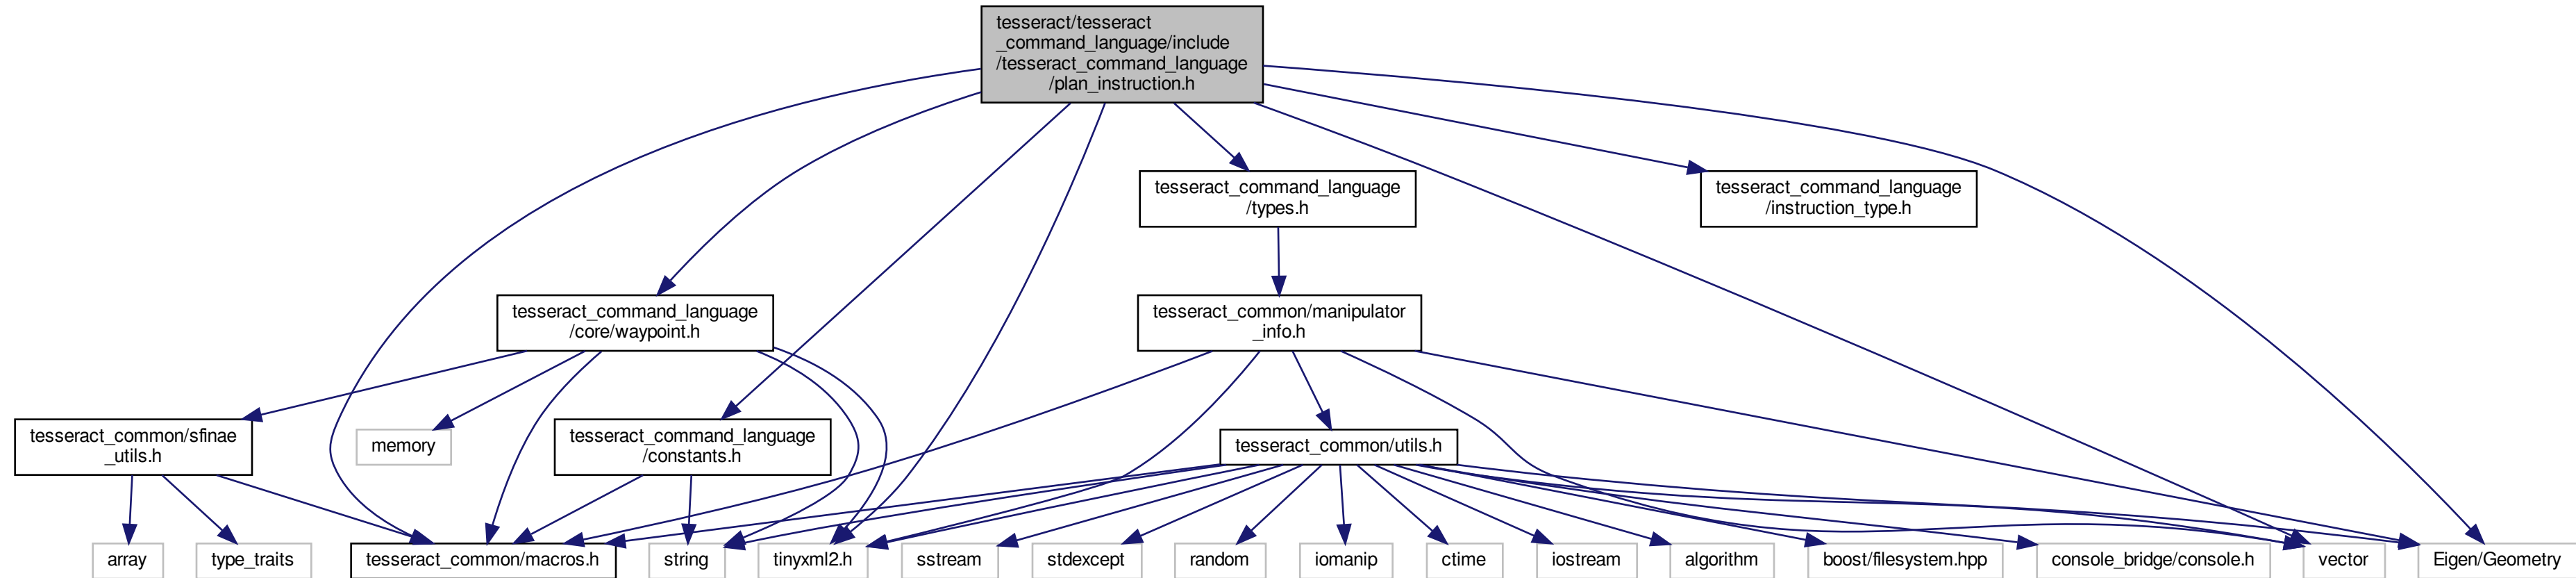 tesseract/tesseract
_command_language/include
/tesseract_command_language
/plan_instruction.h
tesseract_command_language
/types.h
tesseract_command_language
/instruction_type.h
tesseract_command_language
/core/waypoint.h
tesseract_common/manipulator
_info.h
tesseract_common/sfinae
_utils.h
memory
tesseract_command_language
/constants.h
tesseract_common/utils.h
array
type_traits
tesseract_common/macros.h
string
tinyxml2.h
sstream
stdexcept
random
iomanip
ctime
iostream
algorithm
boost/filesystem.hpp
console_bridge/console.h
vector
Eigen/Geometry